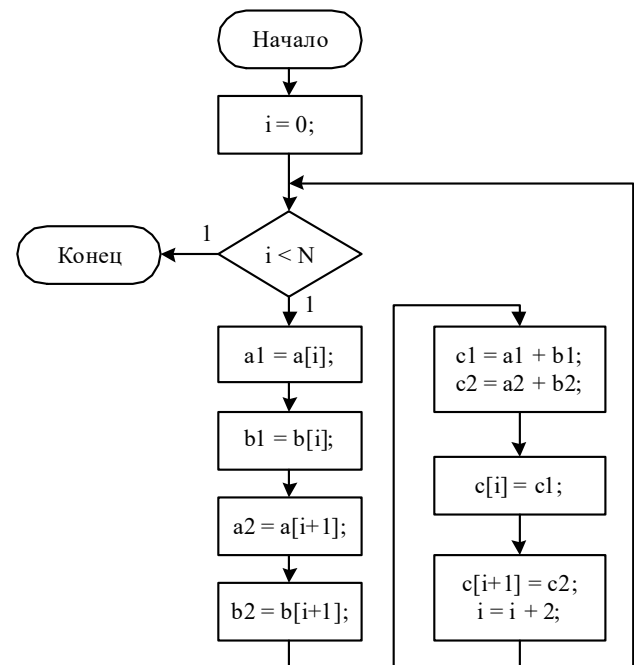 Начало
i = 0;
i < N
1
Конец
1
a1 = a[i];
b1 = b[i];
a2 = a[i+1];
b2 = b[i+1];
c1 = a1 + b1;
c2 = a2 + b2;
c[i] = c1;
c[i+1] = c2;
i = i + 2;